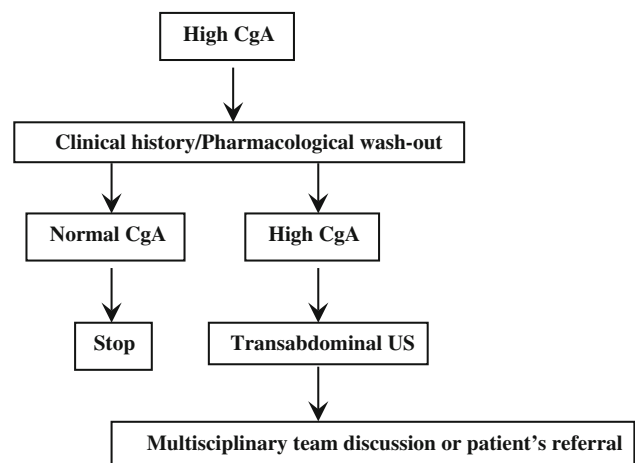 High CgA
Clinical history/Pharmacological wash-out
Normal CgA
High CgA
Stop
Transabdominal US
Multisciplinary team discussion or patient's referral